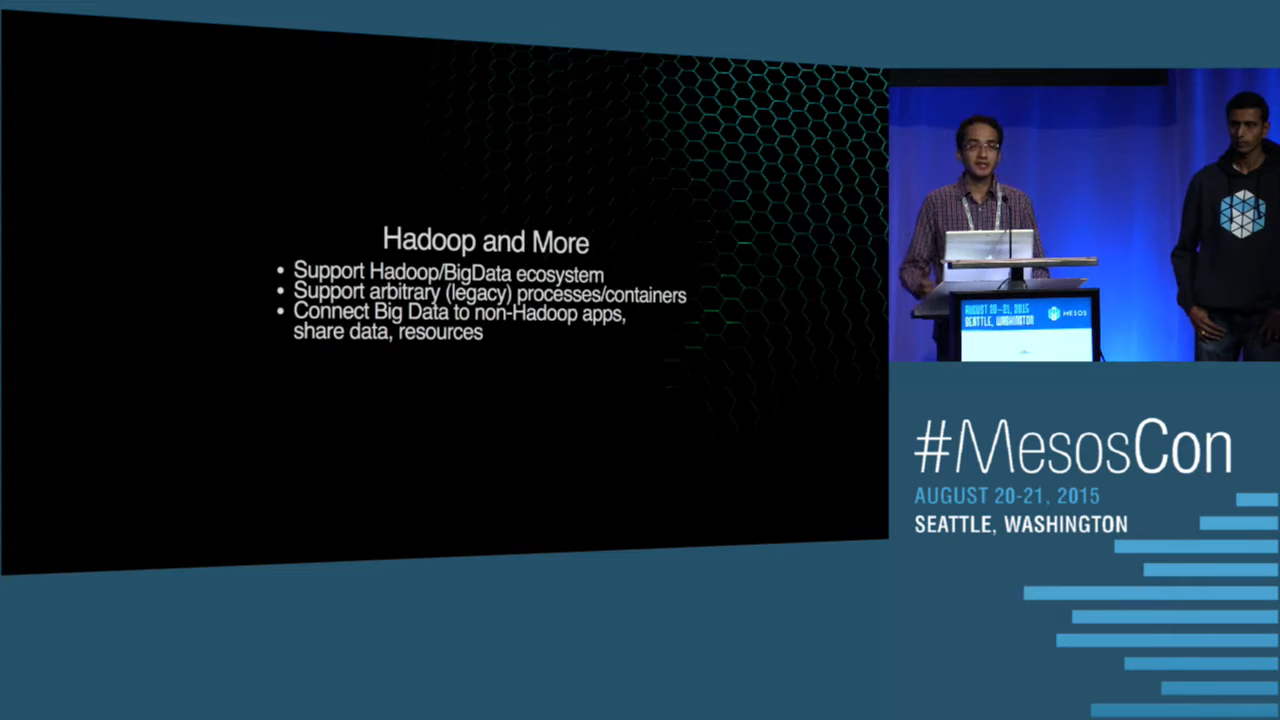 Hadoop and More
• Support Hadoop/BigData ecosystem
• Support arbitrary (legacy) processes/containers
• Connect Big Data to non-Hadoop apps,
share data, resources
AUGUST 20-21, 2015
SEATTLE, WASHINGTON
MESOS
#MesosCon
AUGUST 20-21, 2015
SEATTLE, WASHINGTON